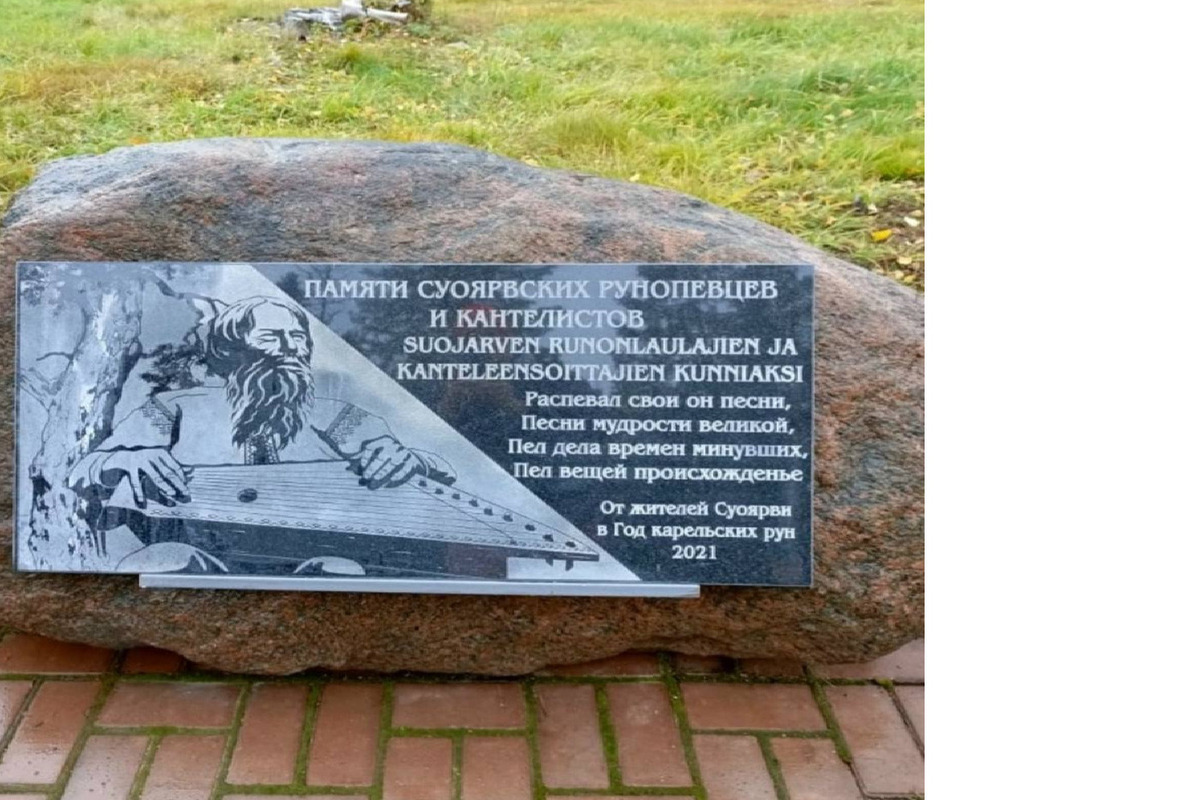 ПАМЯТИ СУОЯРВСКИХ РУНОПЕВЦЕВ
И КАНТЕЛИСТОВ
SUOJARVEN RUNONLAULAJIEN JA
KANTELEENSOITTAJIEN KUNNIAKSI
Распевал свои он песни,
Песни мудрости великой,
Пел дела времен минувших,
Пел вещей происхожденье
От жителей Суоярви
в Год карельских рун
2021